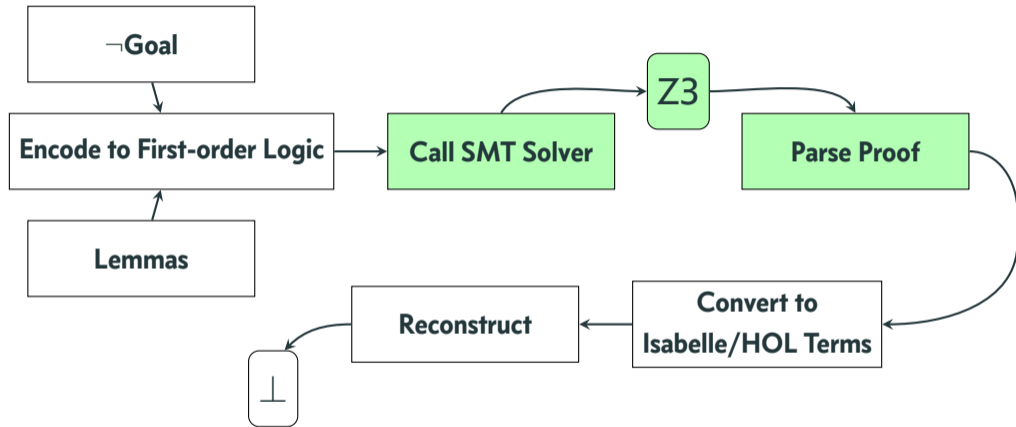 ¬Goal
Encode to First-order Logic
Lemmas
Call SMT Solver
Z3
Parse Proof
Convert to
Isabelle/HOL Terms
Reconstruct
⊥